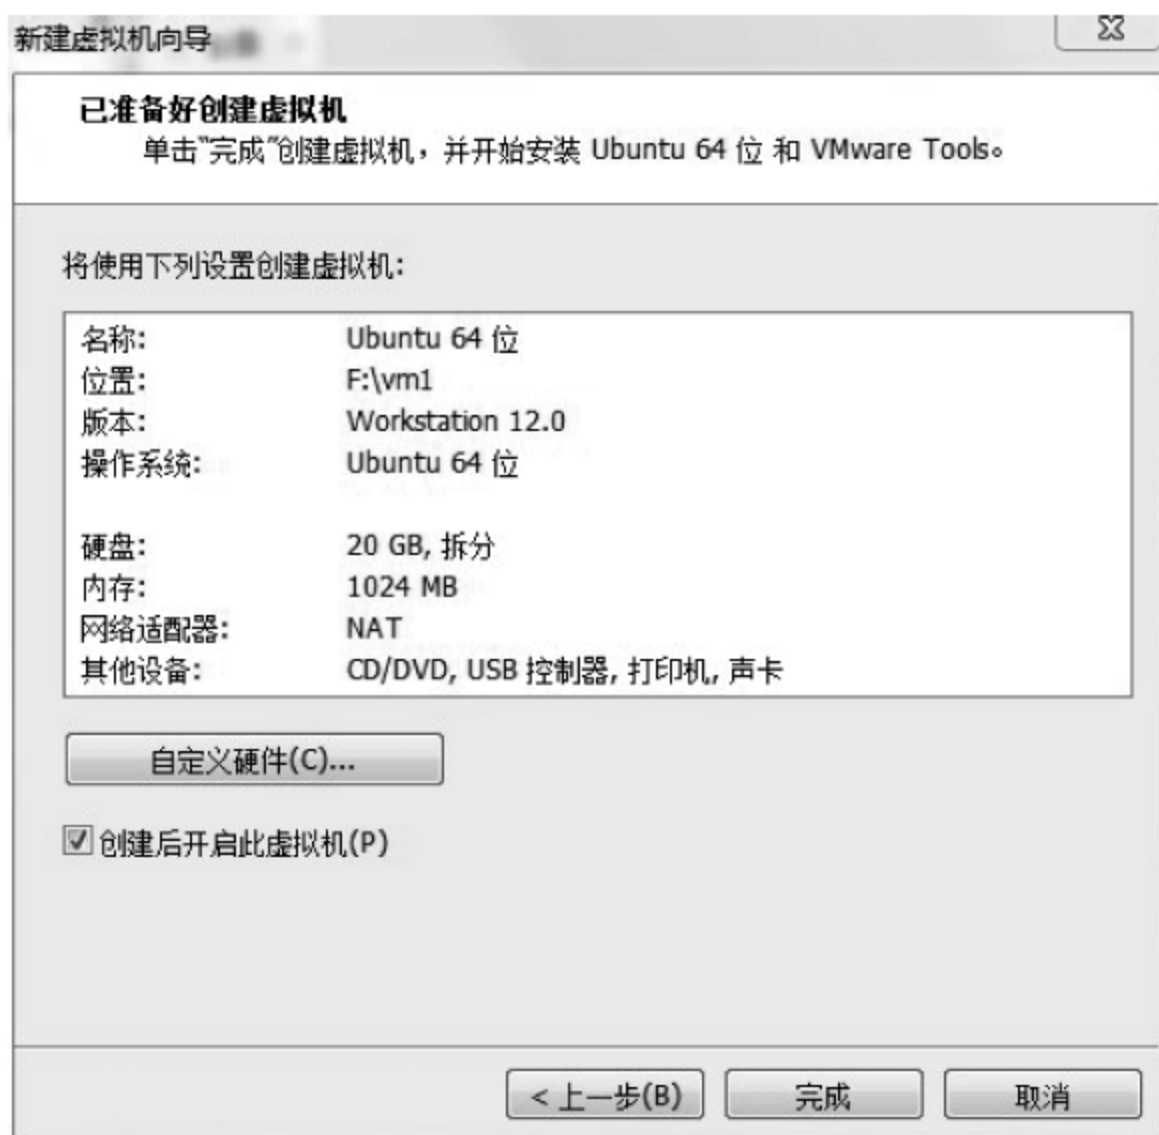 新建虚拟机向导
已准备好创建虚拟机
单击"完成"创建虚拟机，并开始安装 Ubuntu 64 位 和 VMware Tools。
将使用下列设置创建虚拟机:
名称: Ubuntu 64 位
位置: F:\vm1
版本: Workstation 12.0
操作系统: Ubuntu 64 位
硬盘: 20 GB, 拆分
内存: 1024 MB
网络适配器: NAT
其他设备: CD/DVD, USB 控制器, 打印机, 声卡
自定义硬件(C)...
创建后开启此虚拟机(P)
< 上一步(B) 完成 取消